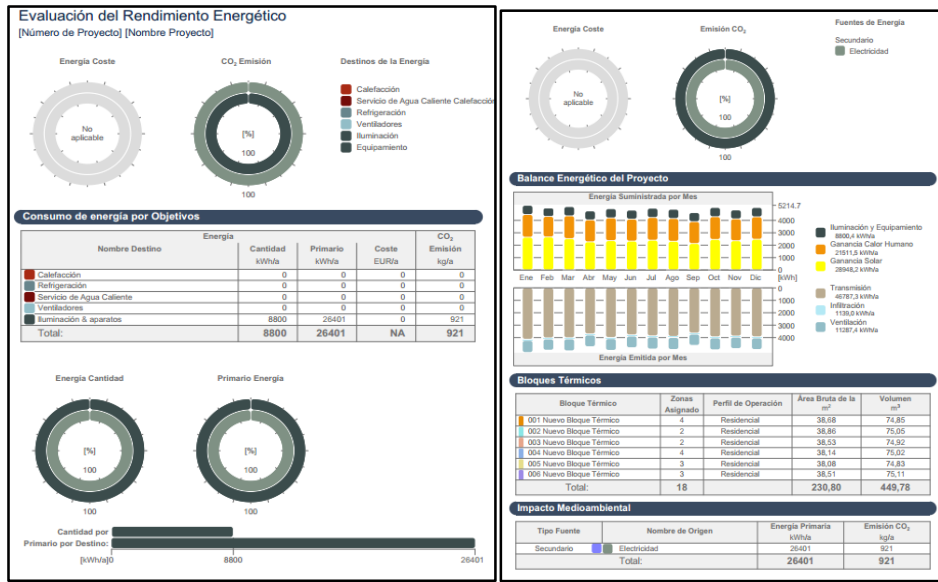 Evaluación del Rendimiento Energético
[Número de Proyecto] [Nombre Proyecto]
Energía Coste
CO2 Emisión
Destinos de la Energía
No
aplicable
[%]
100
100
Calefacción
Servicio de Agua Caliente Calefacción
Refrigeración
Ventiladores
Iluminación
Equipamiento
Consumo de energía por Objetivos
Energía CO2
Nombre Destino Cantidad Primario Coste Emisión
kWh/a kWh/a EUR/a kg/a
Calefacción 0 0 0 0
Refrigeración 0 0 0 0
Servicio de Agua Caliente 0 0 0 0
Ventiladores 0 0 0 0
Iluminación & aparatos 8800 26401 921
Total: 8800 26401 NA 921
Energía Cantidad
Primario Energía
[%]
100
100
[%]
100
100
Cantidad por
Primario por Destino:
[kWh/a]0 8800 26401
Energía Coste
Emisión CO2
Fuentes de Energía
Secundario
Electricidad
No
aplicable
[%]
100
100
Balance Energético del Proyecto
Energía Suministrada por Mes
5214.7
4000
3000
2000
1000
0
Ene Feb Mar Abr May Jun Jul Ago Sep Oct Nov Dic [kWh]
0
1000
2000
3000
4000
Energía Emitida por Mes
Iluminación y Equipamiento
8800,4 kWh/a
Ganancia Calor Humano
21511,5 kWh/a
Ganancia Solar
28948,2 kWh/a
Transmisión
46787,3 kWh/a
Infiltración
1139,0 kWh/a
Ventilación
11287,4 kWh/a
Bloques Térmicos
Bloque Térmico Zonas Asignado Perfil de Operación Área Bruta de la m² Volumen m³
001 Nuevo Bloque Térmico 4 Residencial 38,68 74,85
002 Nuevo Bloque Térmico 2 Residencial 38,86 75,05
003 Nuevo Bloque Térmico 2 Residencial 38,53 74,92
004 Nuevo Bloque Térmico 4 Residencial 38,14 75,02
005 Nuevo Bloque Térmico 3 Residencial 38,08 74,83
006 Nuevo Bloque Térmico 3 Residencial 38,51 75,11
Total: 18 230,80 449,78
Impacto Medioambiental
Tipo Fuente Nombre de Origen Energía Primaria Emisión CO2
kWh/a kg/a
Secundario Electricidad 26401 921
Total: 26401 921